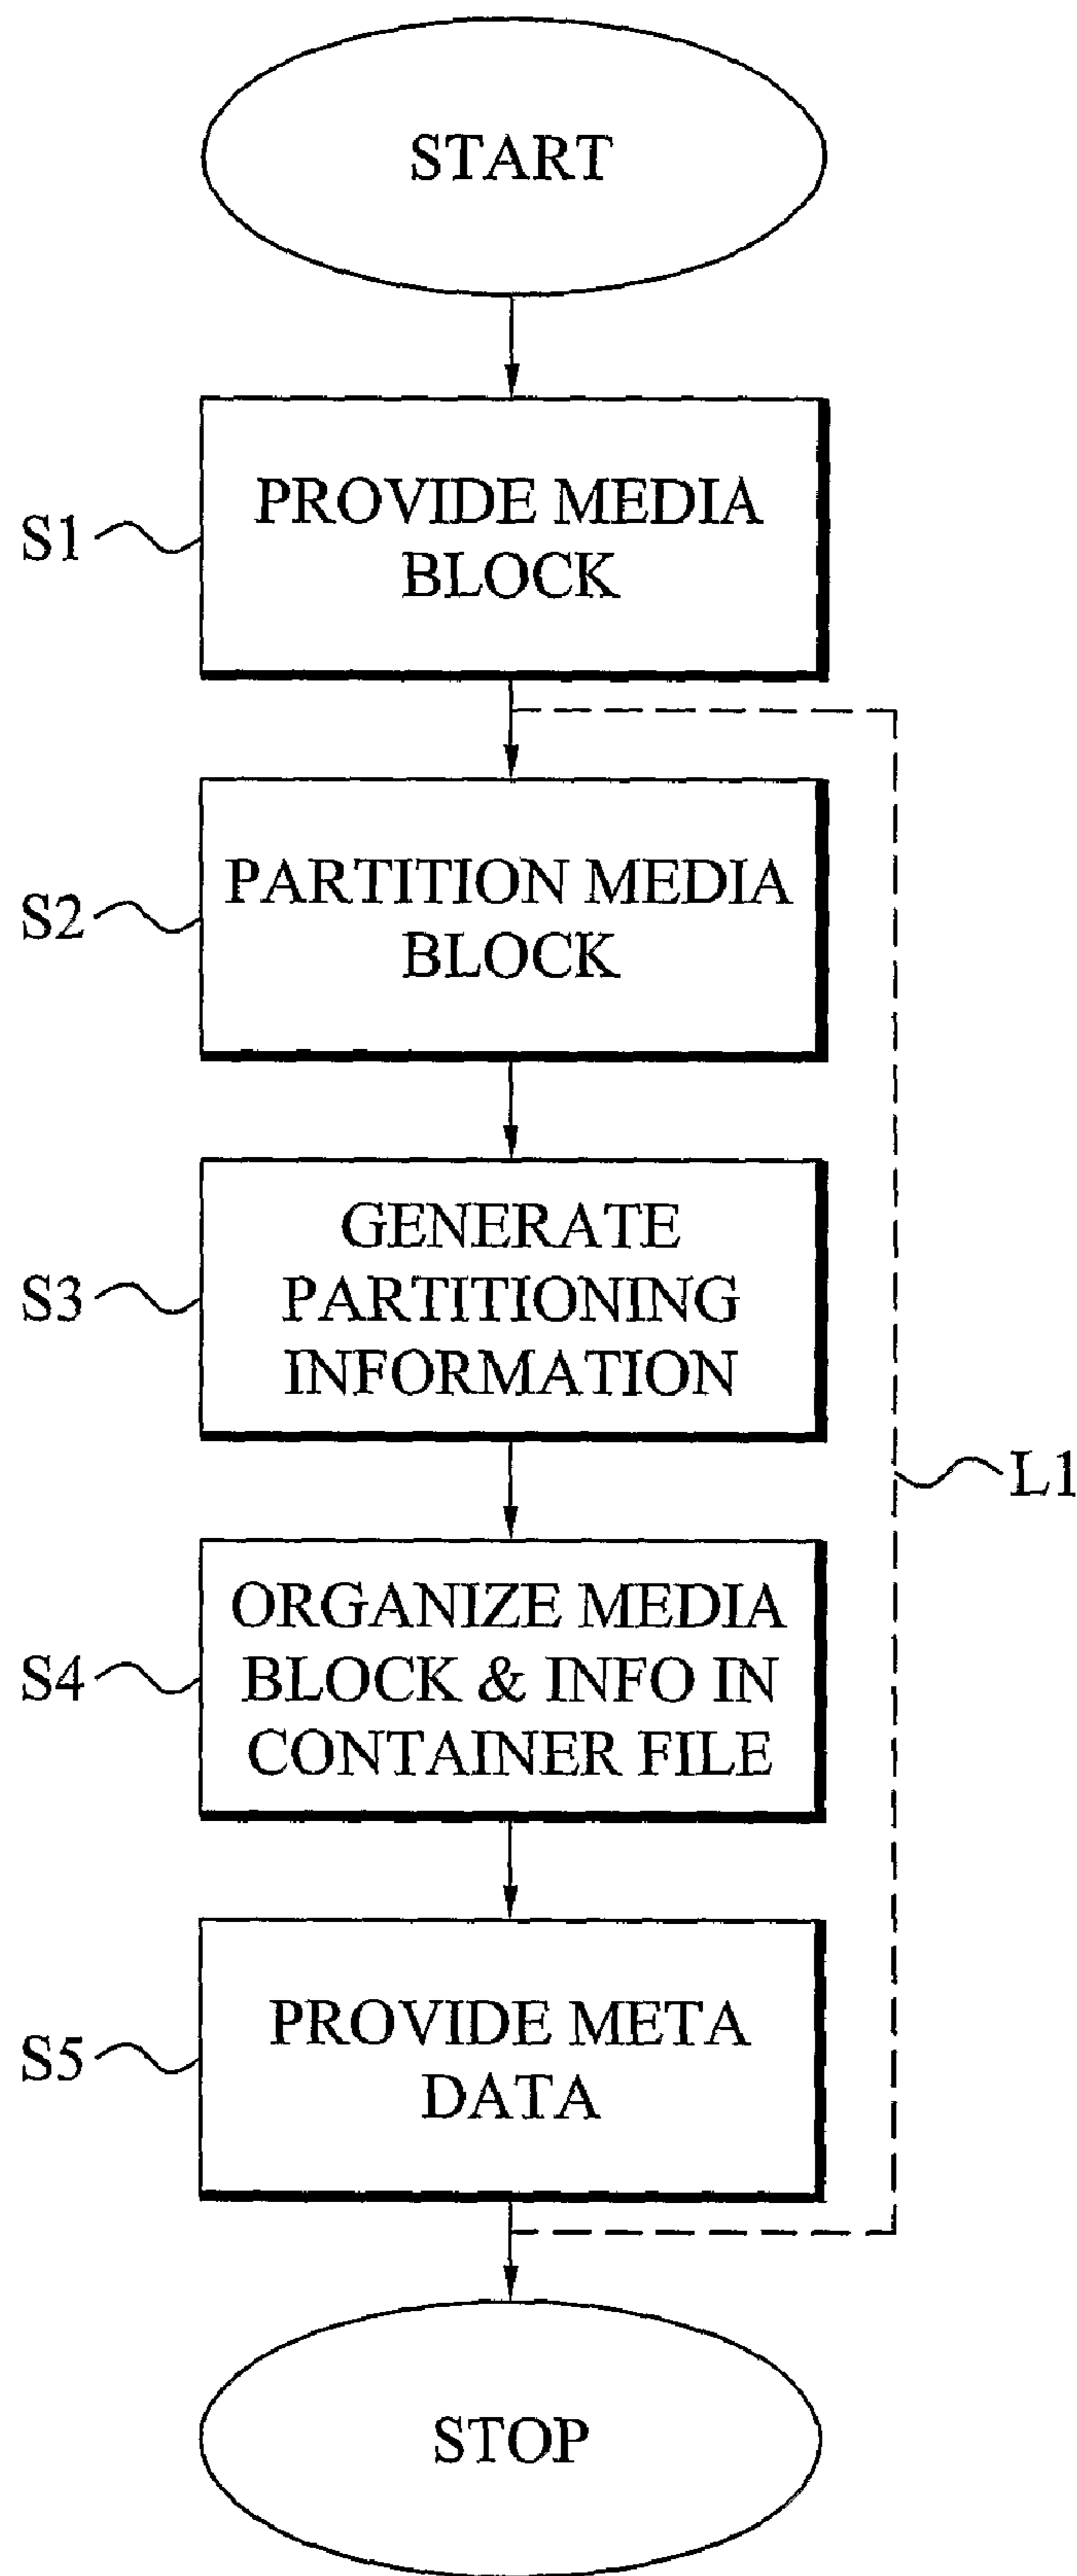 START
S1
PROVIDE MEDIA
BLOCK
S2
PARTITION MEDIA
BLOCK
S3
GENERATE
PARTITIONING
INFORMATION
L1
S4
ORGANIZE MEDIA
BLOCK & INFO IN
CONTAINER FILE
S5
PROVIDE META
DATA
STOP